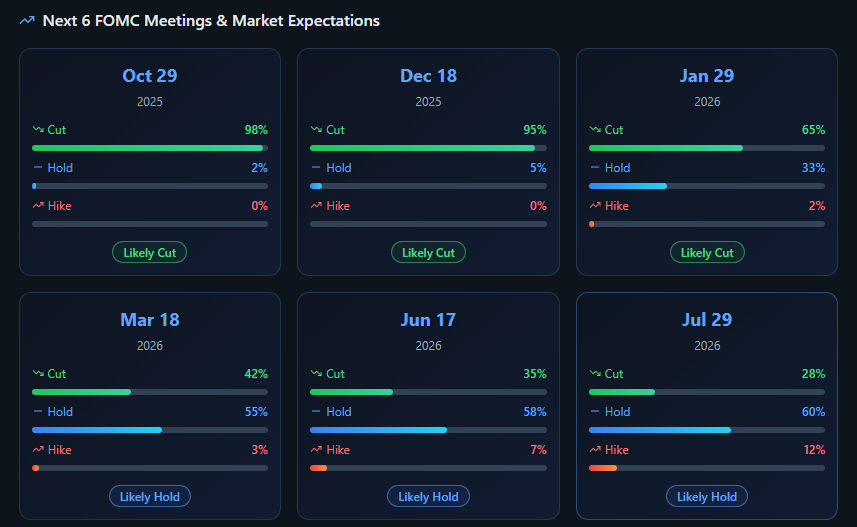 Next 6 FOMC Meetings & Market Expectations
Oct 29
2025
Cut 98%
Hold 2%
Hike 0%
Likely Cut
Dec 18
2025
Cut 95%
Hold 5%
Hike 0%
Likely Cut
Jan 29
2026
Cut 65%
Hold 33%
Hike 2%
Likely Cut
Mar 18
2026
Cut 42%
Hold 55%
Hike 3%
Likely Hold
Jun 17
2026
Cut 35%
Hold 58%
Hike 7%
Likely Hold
Jul 29
2026
Cut 28%
Hold 60%
Hike 12%
Likely Hold